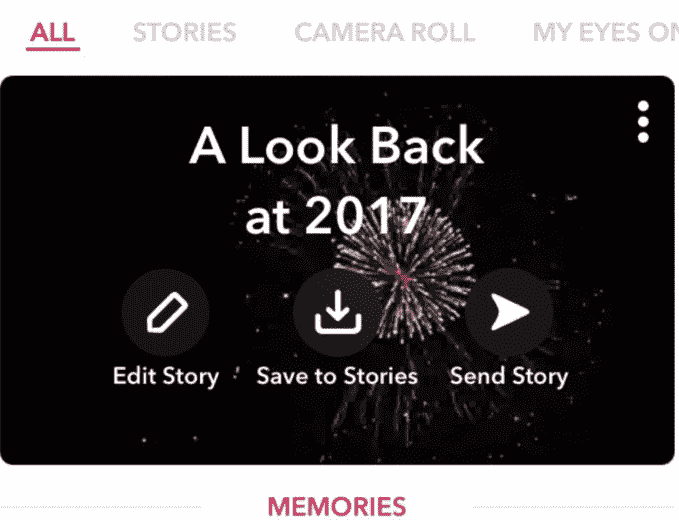 ALL STORIES CAMERA ROLL MY EYES ON
A Look Back
at 2017
Edit Story Save to Stories Send Story
MEMORIES